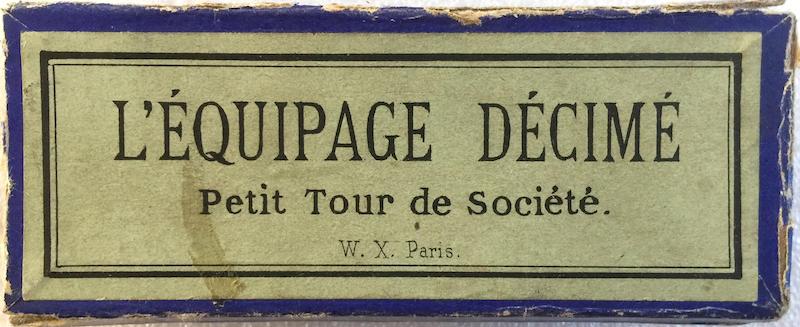 L'ÉQUIPAGE DÉCIMÉ
Petit Tour de Société.
W. X. Paris.